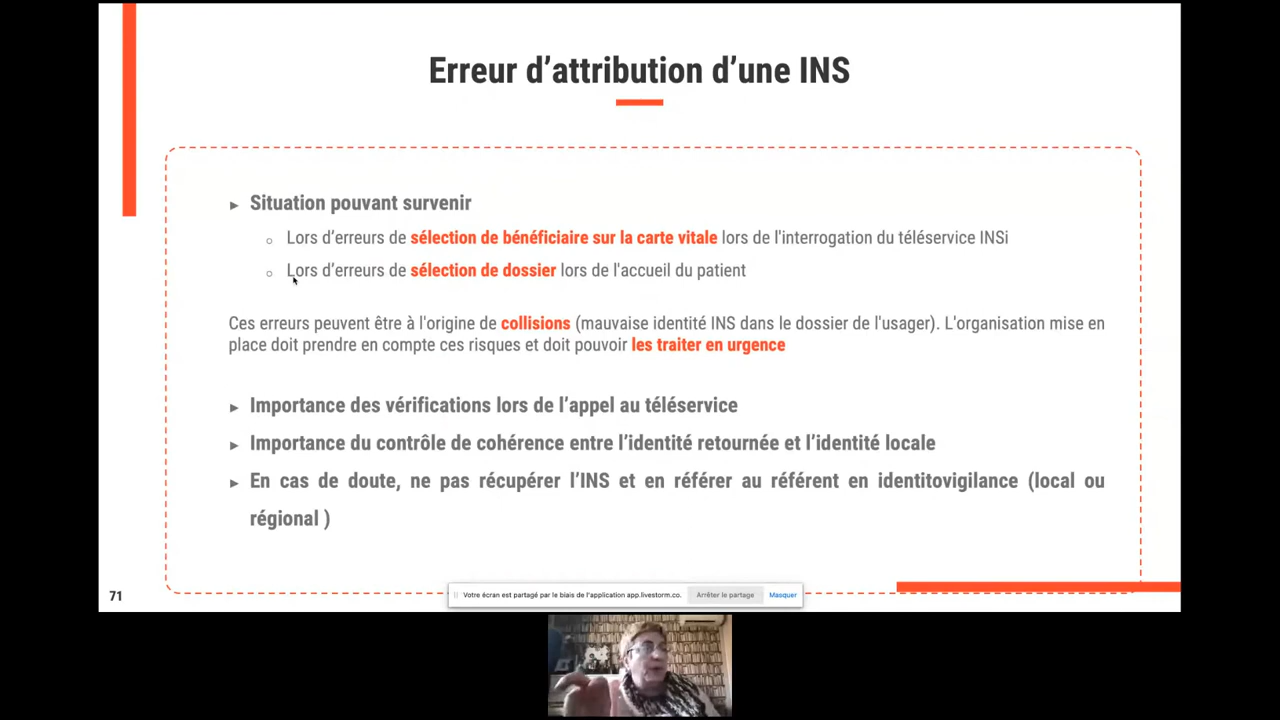 Erreur d’attribution d’une INS
► Situation pouvant survenir
○ Lors d’erreurs de sélection de bénéficiaire sur la carte vitale lors de l'interrogation du téléservice INSi
○ Lors d’erreurs de sélection de dossier lors de l'accueil du patient
Ces erreurs peuvent être à l'origine de collisions (mauvaise identité INS dans le dossier de l'usager). L'organisation mise en
place doit prendre en compte ces risques et doit pouvoir les traiter en urgence
► Importance des vérifications lors de l’appel au téléservice
► Importance du contrôle de cohérence entre l’identité retournée et l’identité locale
► En cas de doute, ne pas récupérer l’INS et en référer au référent en identitovigilance (local ou
régional )
71
Votre écran est partagé par le biais de l'application app.livestorm.co.
Arrêter le partage
Masquer